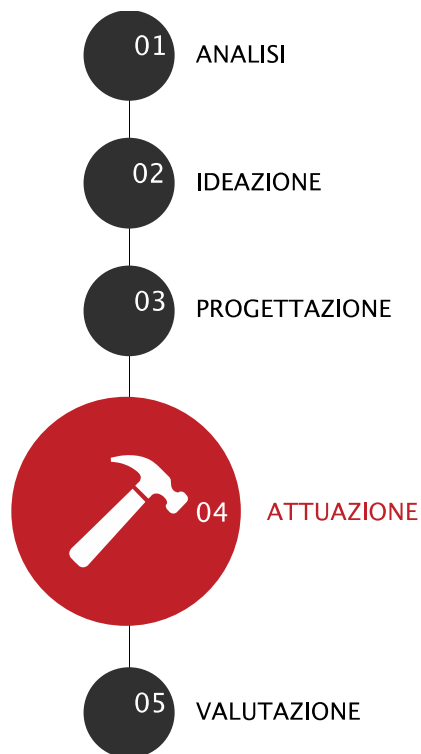 01 ANALISI
02 IDEAZIONE
03 PROGETTAZIONE
04 ATTUAZIONE
05 VALUTAZIONE